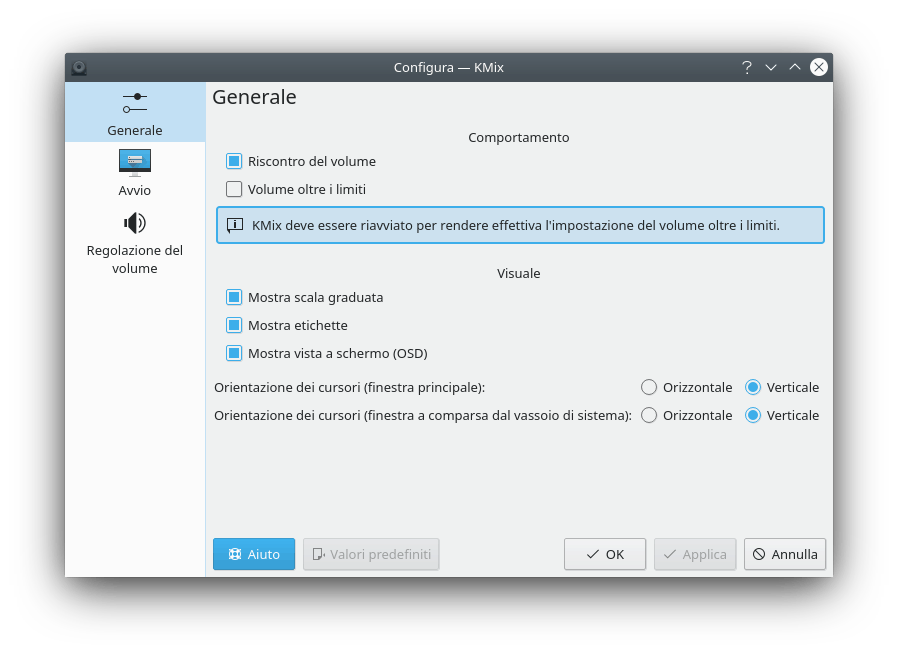 Configura — KMix
Generale
Avvio
Regolazione del
volume
Generale
Comportamento
Riscontro del volume
Volume oltre i limiti
KMix deve essere riavviato per rendere effettiva l'impostazione del volume oltre i limiti.
Visuale
Mostra scala graduata
Mostra etichette
Mostra vista a schermo (OSD)
Orientazione dei cursori (finestra principale): Orizzontale Verticale
Orientazione dei cursori (finestra a comparsa dal vassoio di sistema): Orizzontale Verticale
Aiuto Valori predefiniti OK Applica Annulla